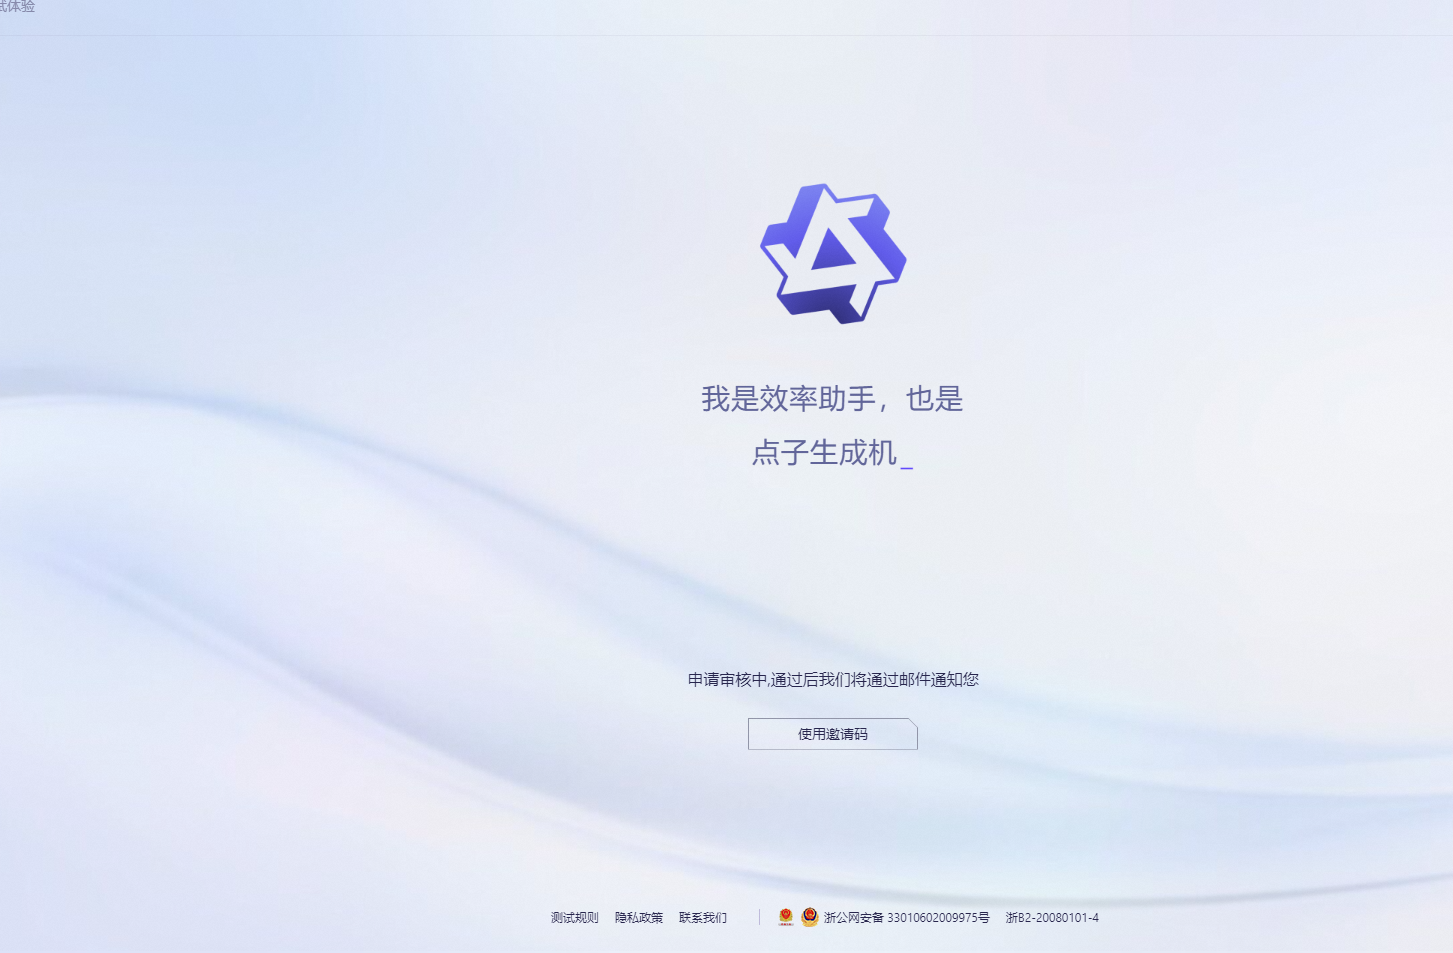 试体验
我是效率助手，也是
点子生成机_
申请审核中,通过后我们将通过邮件通知您
使用邀请码
测试规则 隐私政策 联系我们 浙公网安备 33010602009975号 浙B2-20080101-4